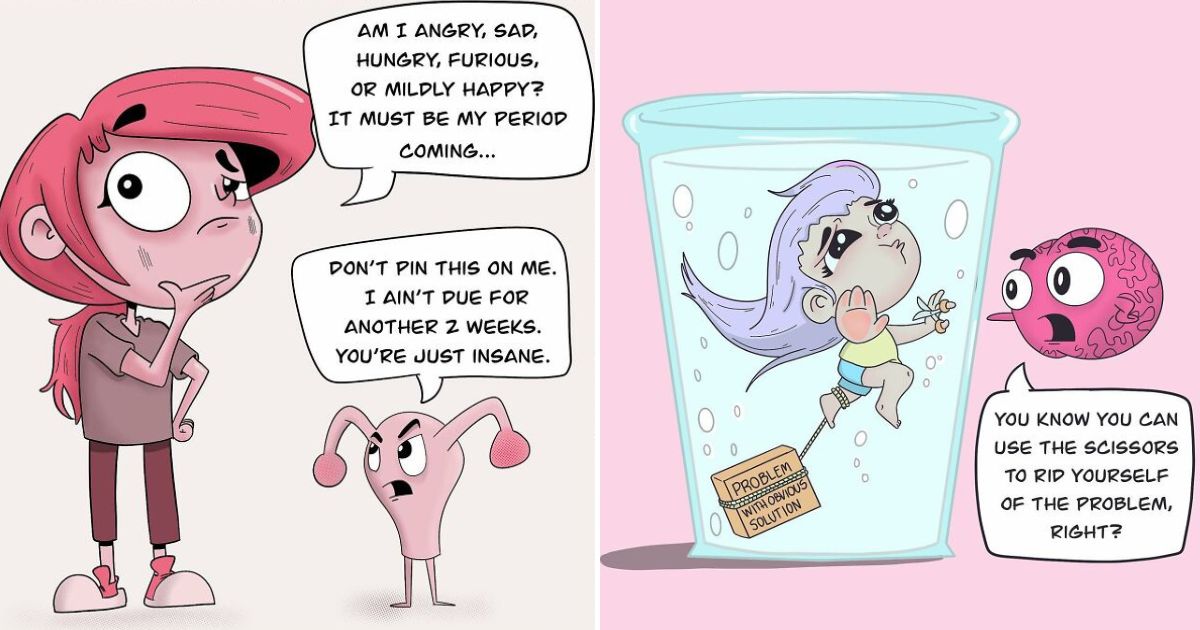 AM I ANGRY, SAD,
HUNGRY, FURIOUS,
OR MILDLY HAPPY?
IT MUST BE MY PERIOD
COMING...
DON'T PIN THIS ON ME.
I AIN'T DUE FOR
ANOTHER 2 WEEKS.
YOU'RE JUST INSANE.
PROBLEM
WITH OBVIOUS
SOLUTION
YOU KNOW YOU CAN
USE THE SCISSORS
TO RID YOURSELF
OF THE PROBLEM,
RIGHT?